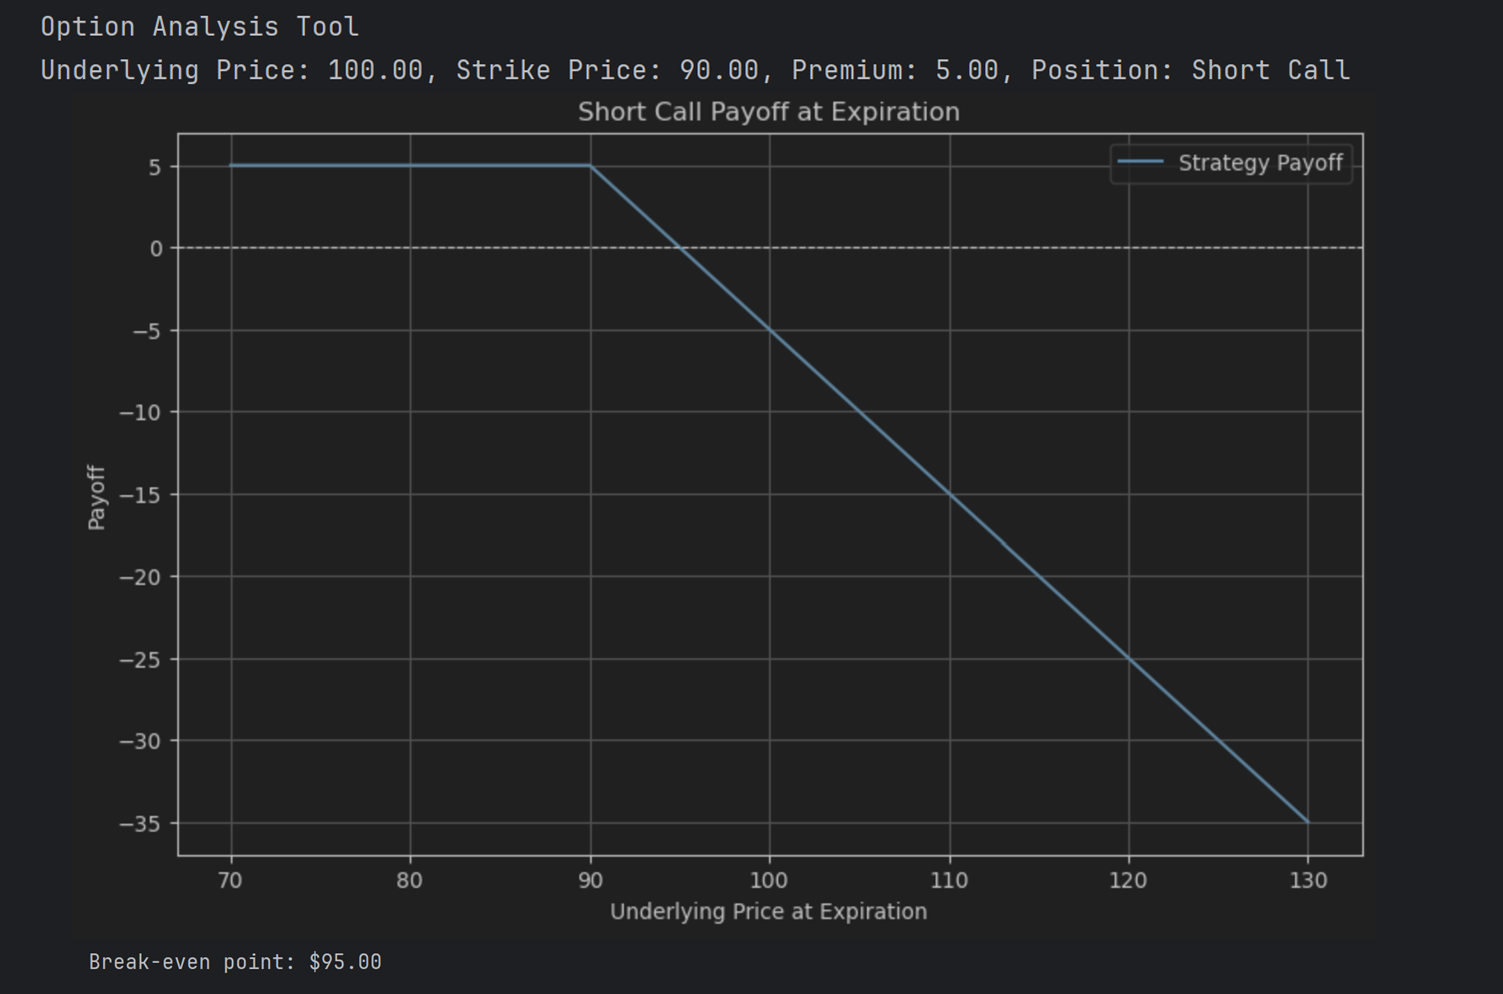 Option Analysis Tool
Underlying Price: 100.00, Strike Price: 90.00, Premium: 5.00, Position: Short Call
Short Call Payoff at Expiration
Strategy Payoff
5
0
−5
−10
−15
−20
−25
−30
−35
Payoff
70 80 90 100 110 120 130
Underlying Price at Expiration
Break-even point: $95.00